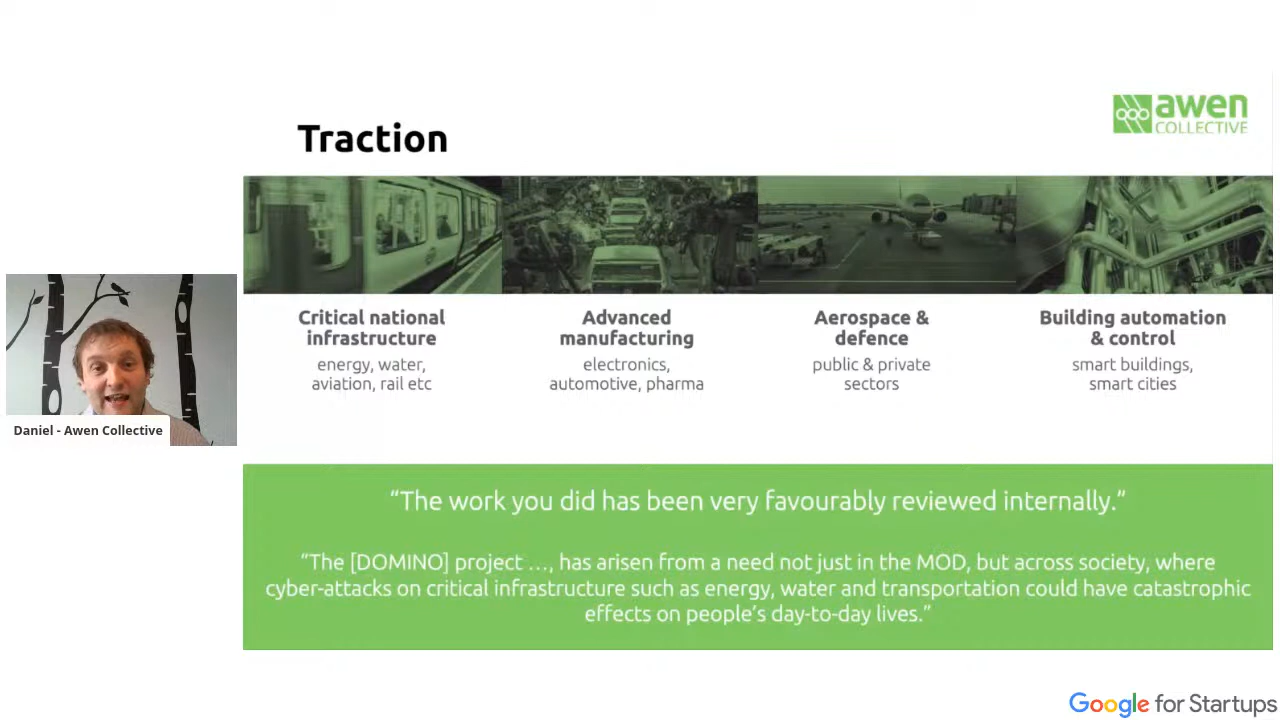 awen
COLLECTIVE
Traction
Critical national
infrastructure
energy, water,
aviation, rail etc
Advanced
manufacturing
electronics,
automotive, pharma
Aerospace &
defence
public & private
sectors
Building automation
& control
smart buildings,
smart cities
Daniel - Awen Collective
“The work you did has been very favourably reviewed internally.”
“The [DOMINO] project …, has arisen from a need not just in the MOD, but across society, where
cyber-attacks on critical infrastructure such as energy, water and transportation could have catastrophic
effects on people’s day-to-day lives.”
Google for Startups